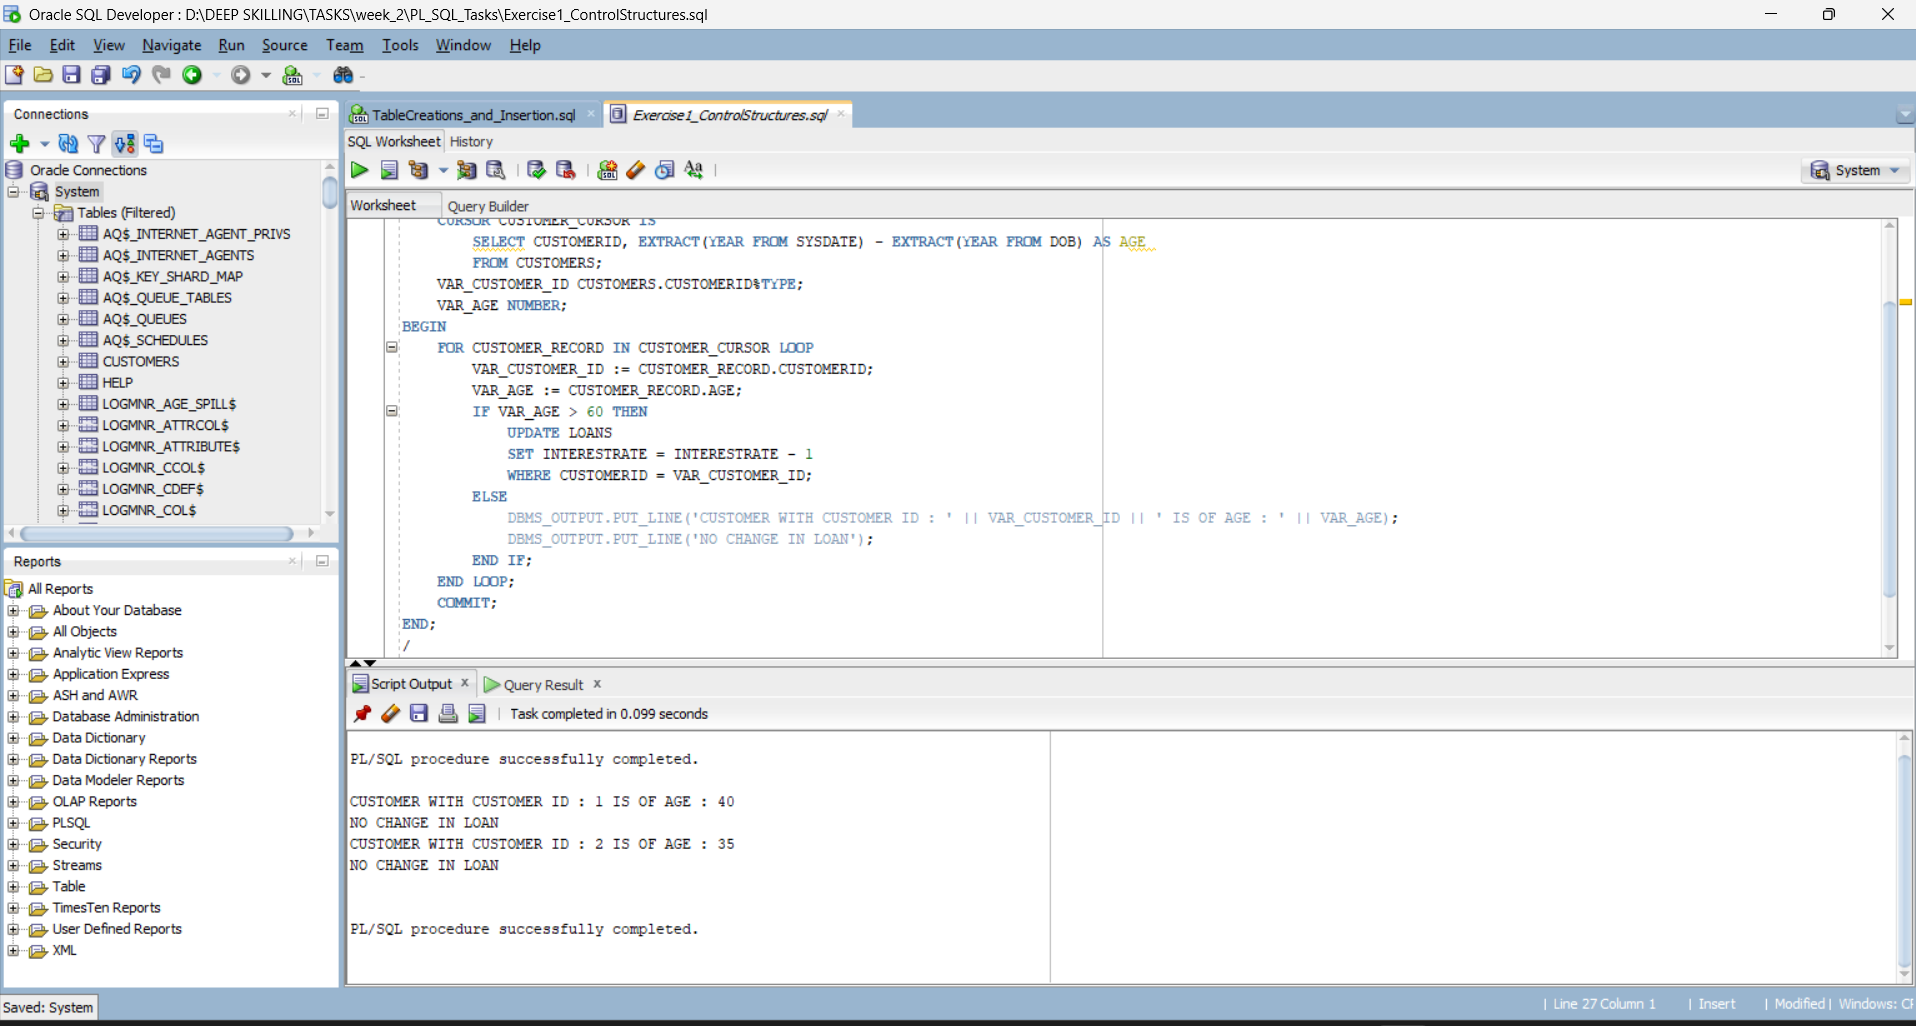 Oracle SQL Developer : D:\DEEP SKILLING\TASKS\week_2\PL_SQL_Tasks\Exercise1_ControlStructures.sql
File Edit View Navigate Run Source Team Tools Window Help
Connections
Oracle Connections
System
Tables (Filtered)
AQ$_INTERNET_AGENT_PRIVS
AQ$_INTERNET_AGENTS
AQ$_KEY_SHARD_MAP
AQ$_QUEUE_TABLES
AQ$_QUEUES
AQ$_SCHEDULES
CUSTOMERS
HELP
LOGMNR_AGE_SPILL$
LOGMNR_ATTRCOL$
LOGMNR_ATTRIBUTE$
LOGMNR_CCOL$
LOGMNR_CDEF$
LOGMNR_COL$
Reports
All Reports
About Your Database
All Objects
Analytic View Reports
Application Express
ASH and AWR
Database Administration
Data Dictionary
Data Dictionary Reports
Data Modeler Reports
OLAP Reports
PLSQL
Security
Streams
Table
TimesTen Reports
User Defined Reports
XML
TableCreations_and_Insertion.sql
Exercise1_ControlStructures.sql
SQL Worksheet History
System
Worksheet Query Builder
CURSOR CUSTOMER_CURSOR IS
SELECT CUSTOMERID, EXTRACT(YEAR FROM SYSDATE) - EXTRACT(YEAR FROM DOB) AS AGE
FROM CUSTOMERS;
VAR_CUSTOMER_ID CUSTOMERS.CUSTOMERID%TYPE;
VAR_AGE NUMBER;
BEGIN
FOR CUSTOMER_RECORD IN CUSTOMER_CURSOR LOOP
VAR_CUSTOMER_ID := CUSTOMER_RECORD.CUSTOMERID;
VAR_AGE := CUSTOMER_RECORD.AGE;
IF VAR_AGE > 60 THEN
UPDATE LOANS
SET INTERESTRATE = INTERESTRATE - 1
WHERE CUSTOMERID = VAR_CUSTOMER_ID;
ELSE
DBMS_OUTPUT.PUT_LINE('CUSTOMER WITH CUSTOMER ID : ' || VAR_CUSTOMER_ID || ' IS OF AGE : ' || VAR_AGE);
DBMS_OUTPUT.PUT_LINE('NO CHANGE IN LOAN');
END IF;
END LOOP;
COMMIT;
END;
/
Script Output
Query Result
Task completed in 0.099 seconds
PL/SQL procedure successfully completed.
CUSTOMER WITH CUSTOMER ID : 1 IS OF AGE : 40
NO CHANGE IN LOAN
CUSTOMER WITH CUSTOMER ID : 2 IS OF AGE : 35
NO CHANGE IN LOAN
PL/SQL procedure successfully completed.
Saved: System
| Line 27 Column 1 | Insert | Modified | Windows: C